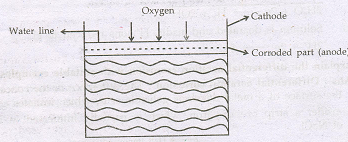 Oxygen
Cathode
Water line
Corroded part (anode)